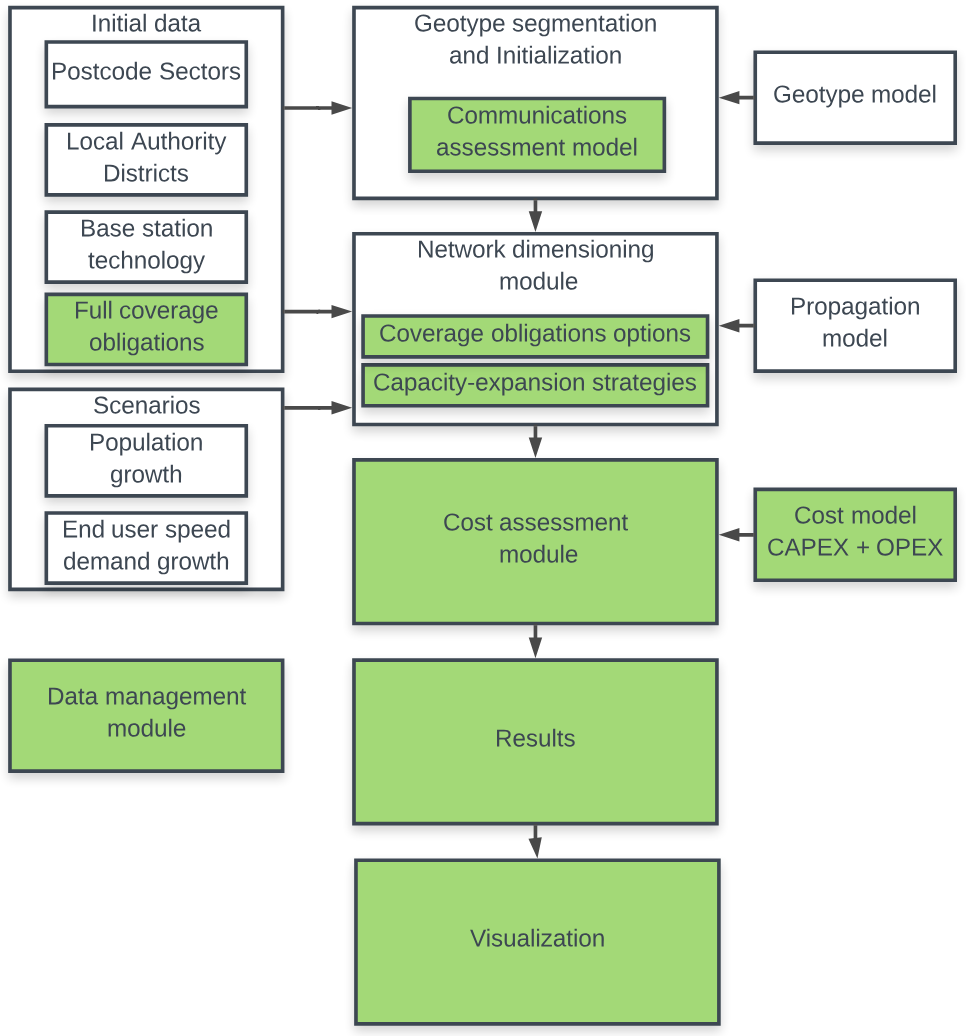 Initial data
Postcode Sectors
Local Authority
Districts
Base station
technology
Full coverage
obligations
Scenarios
Population
growth
End user speed
demand growth
Data management
module
Geotype segmentation
and Initialization
Communications
assessment model
Network dimensioning
module
Coverage obligations options
Capacity-expansion strategies
Cost assessment
module
Results
Visualization
Geotype model
Propagation
model
Cost model
CAPEX + OPEX